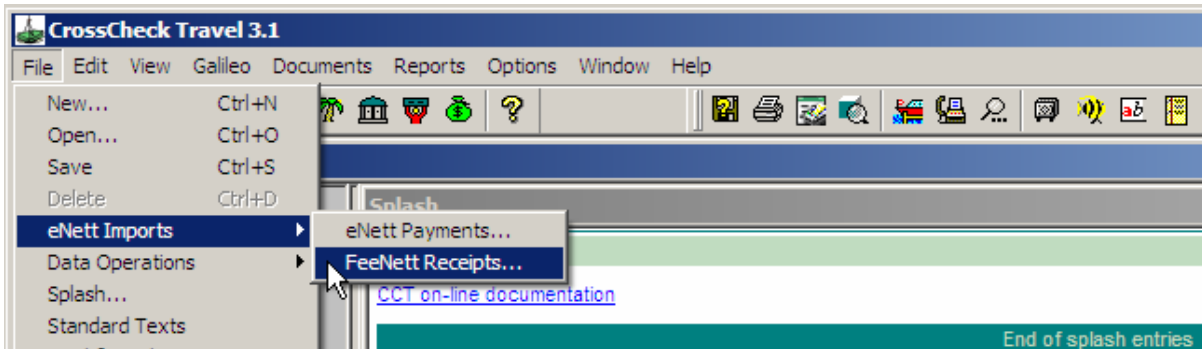 CrossCheck Travel 3.1
File Edit View Galileo Documents Reports Options Window Help
New... Ctrl+N
Open... Ctrl+O
Save Ctrl+S
Delete Ctrl+D
Splash
eNett Imports
eNett Payments...
Data Operations
FeeNett Receipts...
Splash...
CCT on-line documentation
Standard Texts
End of splash entries
ab